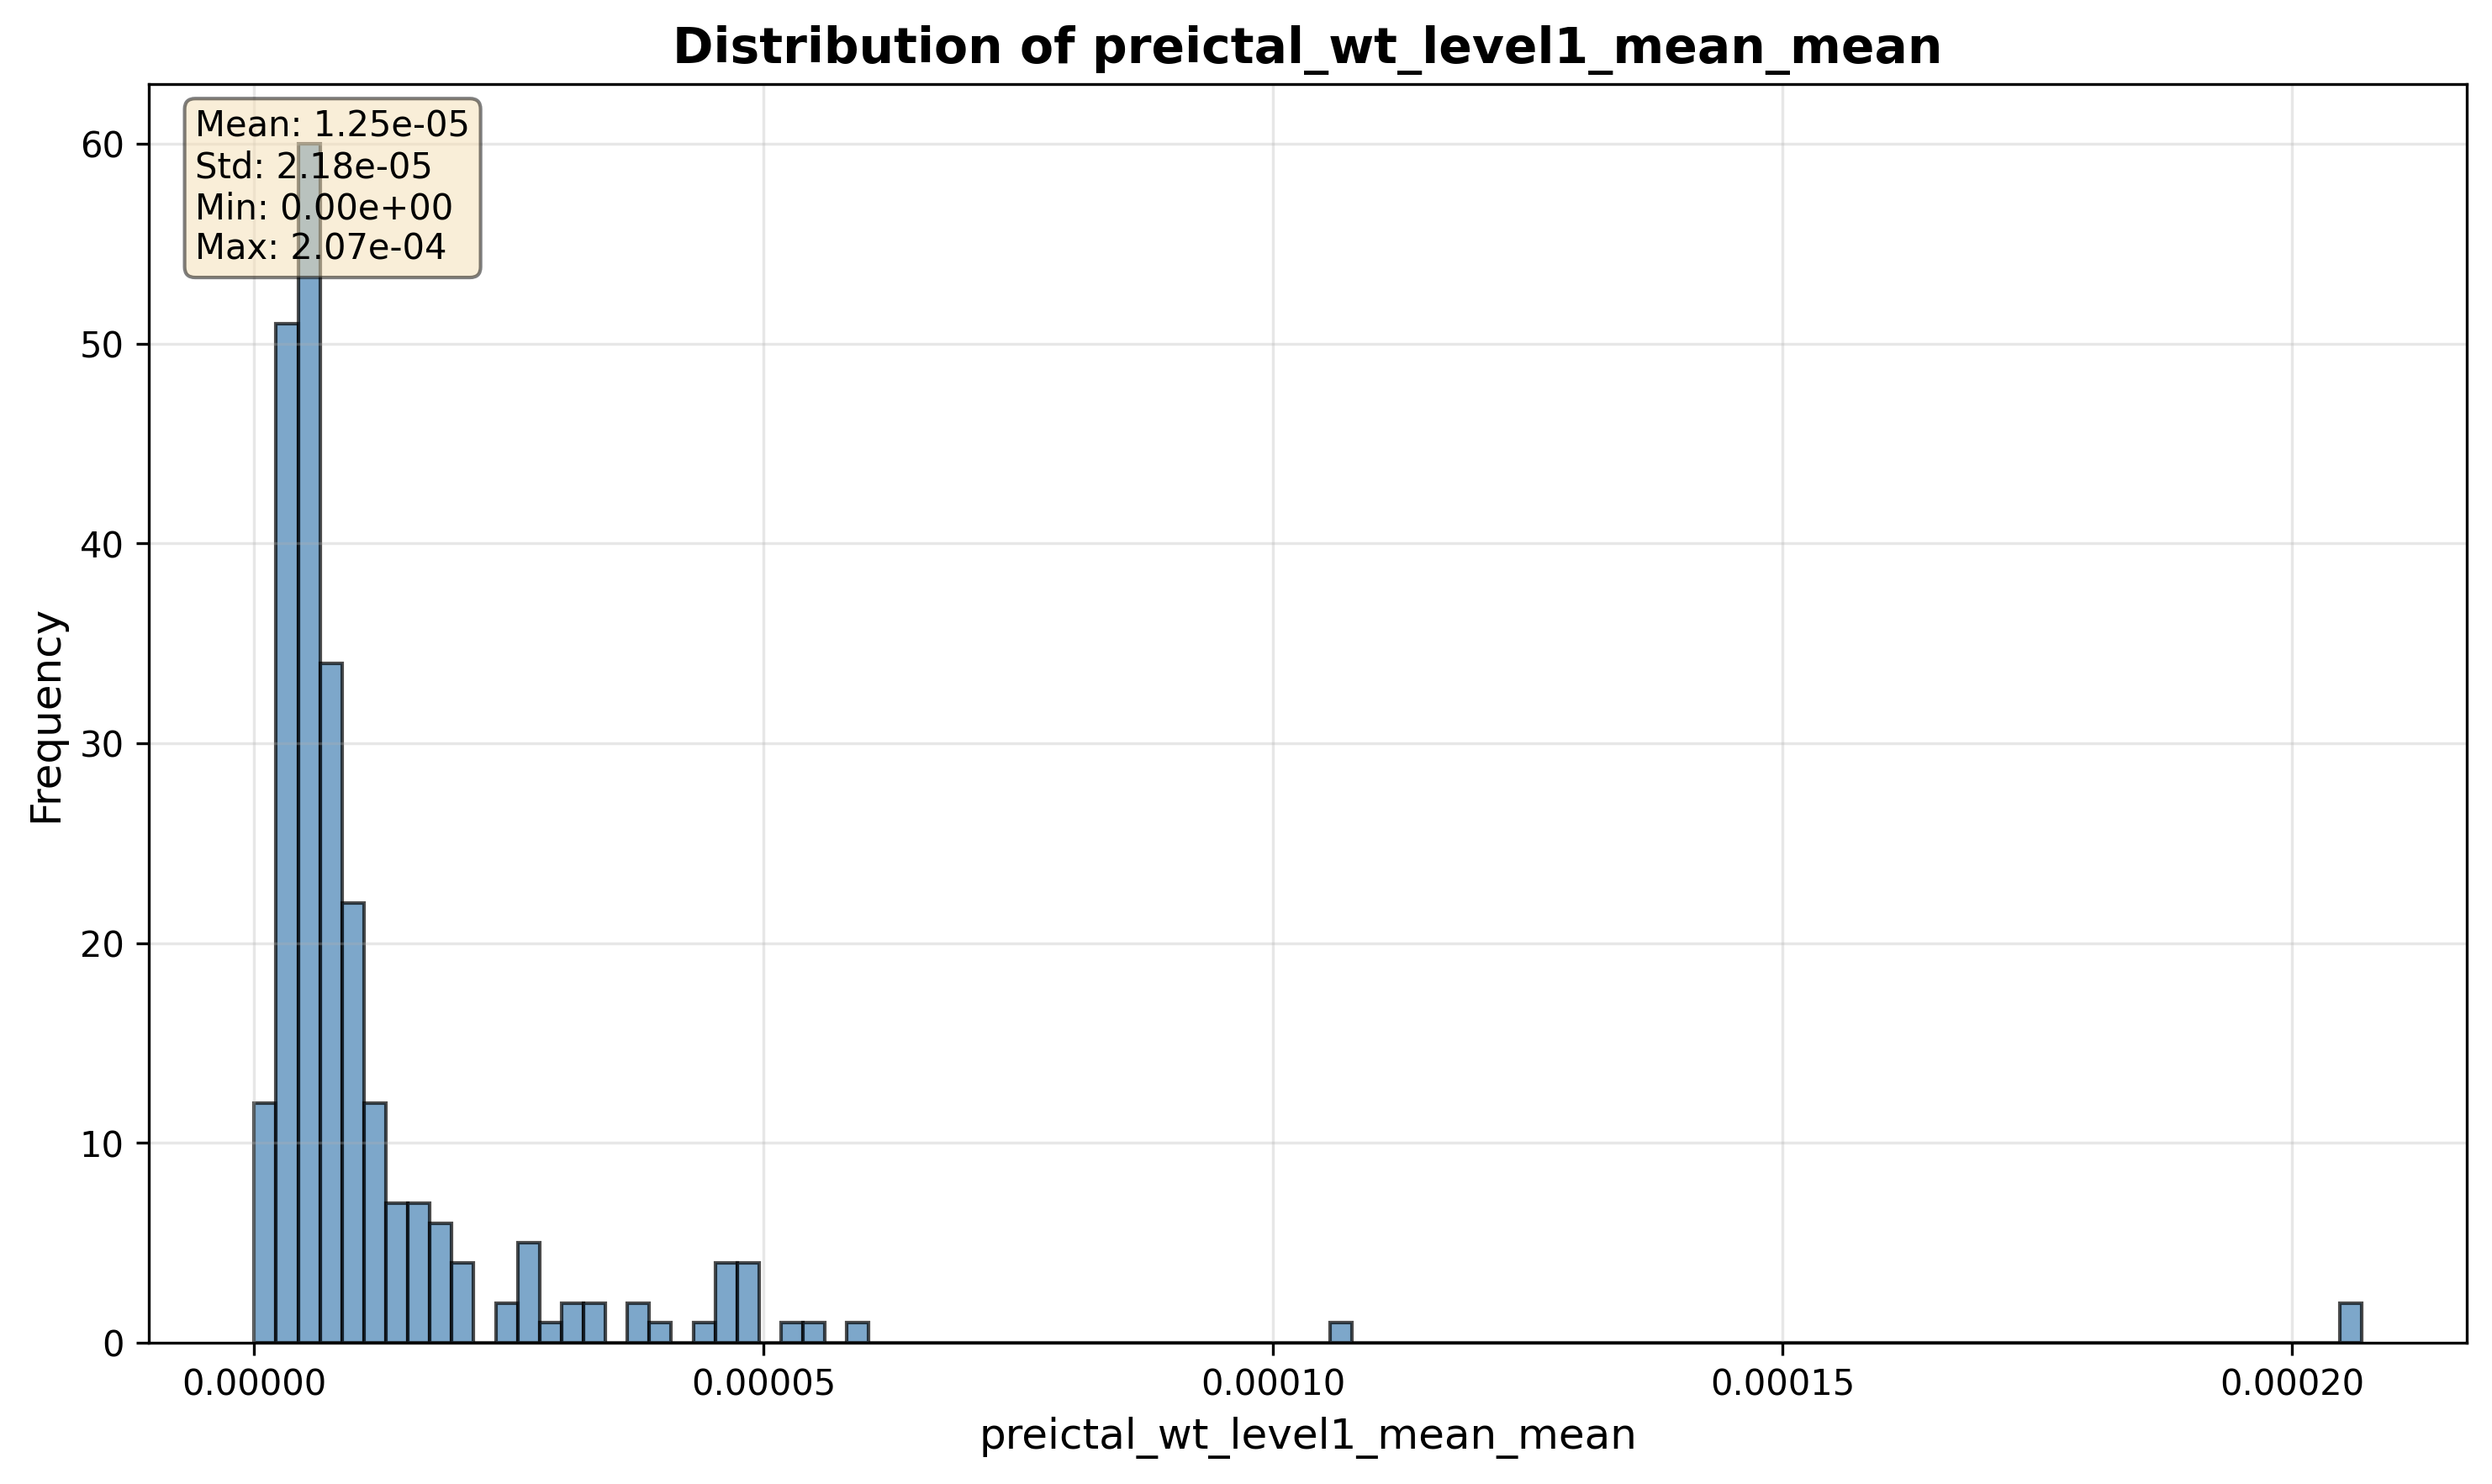 Distribution of preictal_wt_level1_mean_mean
Mean: 1.25e-05
Std: 2.18e-05
Min: 0.00e+00
Max: 2.07e-04
60
50
40
30
20
10
0
Frequency
0.00000 0.00005 0.00010 0.00015 0.00020
preictal_wt_level1_mean_mean